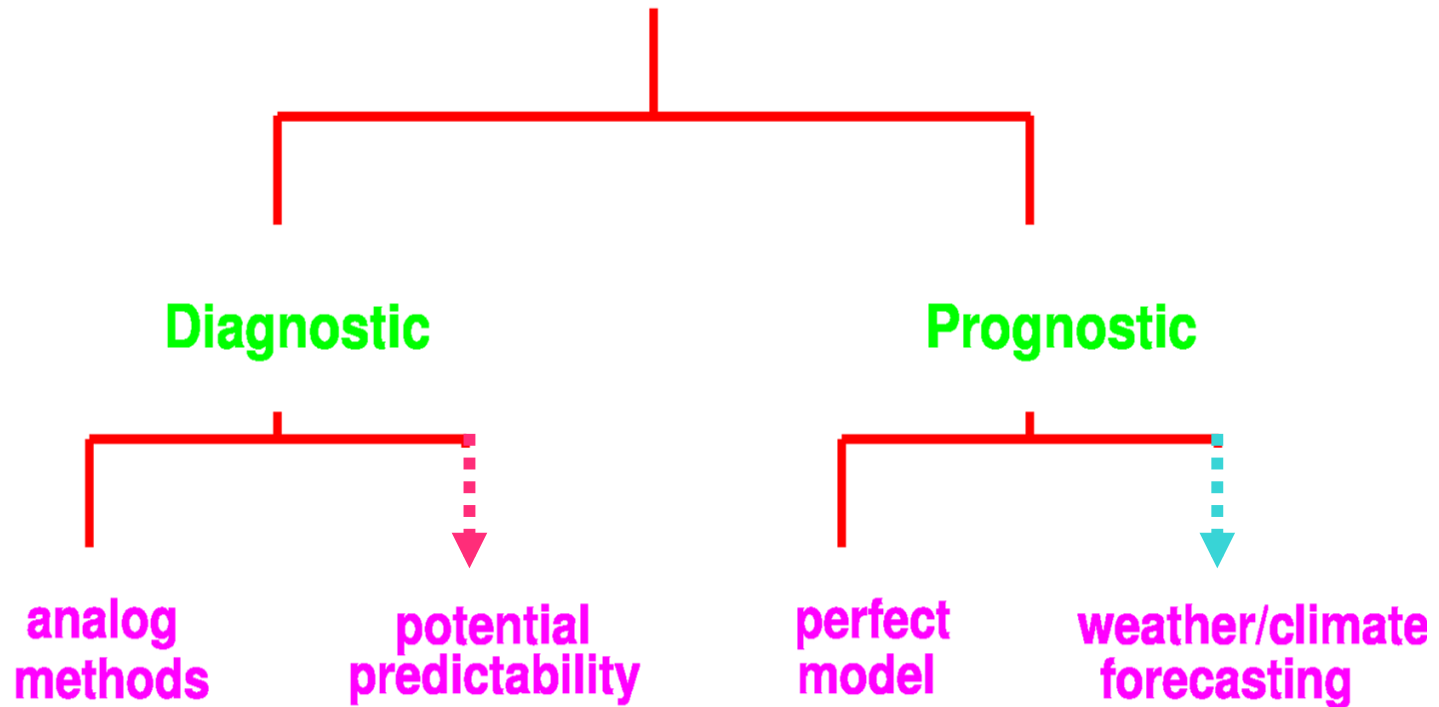 Diagnostic
Prognostic
analog
methods
potential
predictability
perfect
model
weather/climate
forecasting